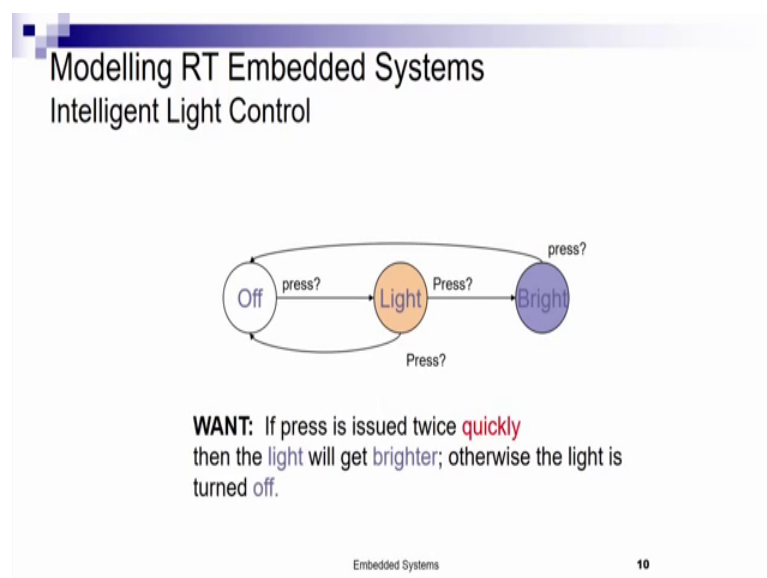 Modelling RT Embedded Systems
Intelligent Light Control
press?
Off
press?
Light
Press?
Bright
Press?
WANT: If press is issued twice quickly
then the light will get brighter; otherwise the light is
turned off.
Embedded Systems
10